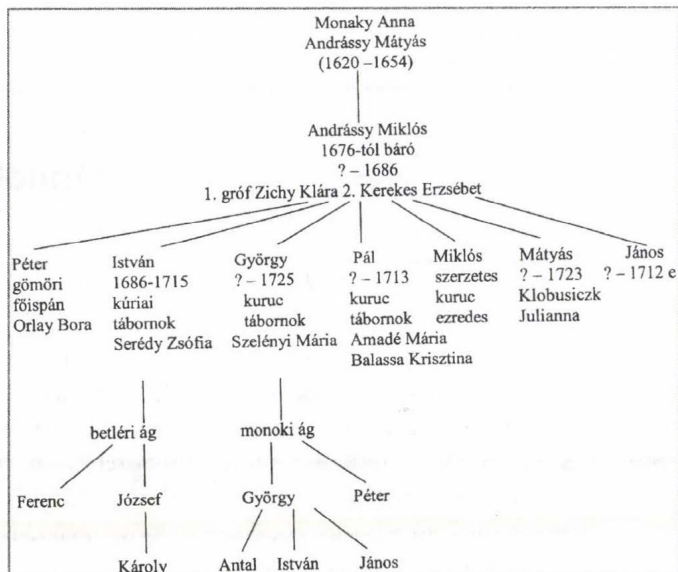 Monaky Anna
Andrássy Mátyás
(1620 –1654)
Andrássy Miklós
1676-tól báró
? – 1686
1. gróf Zichy Klára 2. Kerekes Erzsébet
Péter
gömöri
főispán
Orlay Bora
István
1686-1715
kúriai
tábornok
Serédy Zsófia
György
? – 1725
kuruc
tábornok
Szelényi Mária
Pál
? – 1713
kuruc
tábornok
Amadé Mária
Balassa Krisztina
Miklós
szerzetes
kuruc
ezredes
Mátyás
? – 1723
Klobusiczk
Julianna
János
? – 1712 e
betléri ág
monoki ág
Ferenc
József
György
Péter
Károly
Antal
István
János